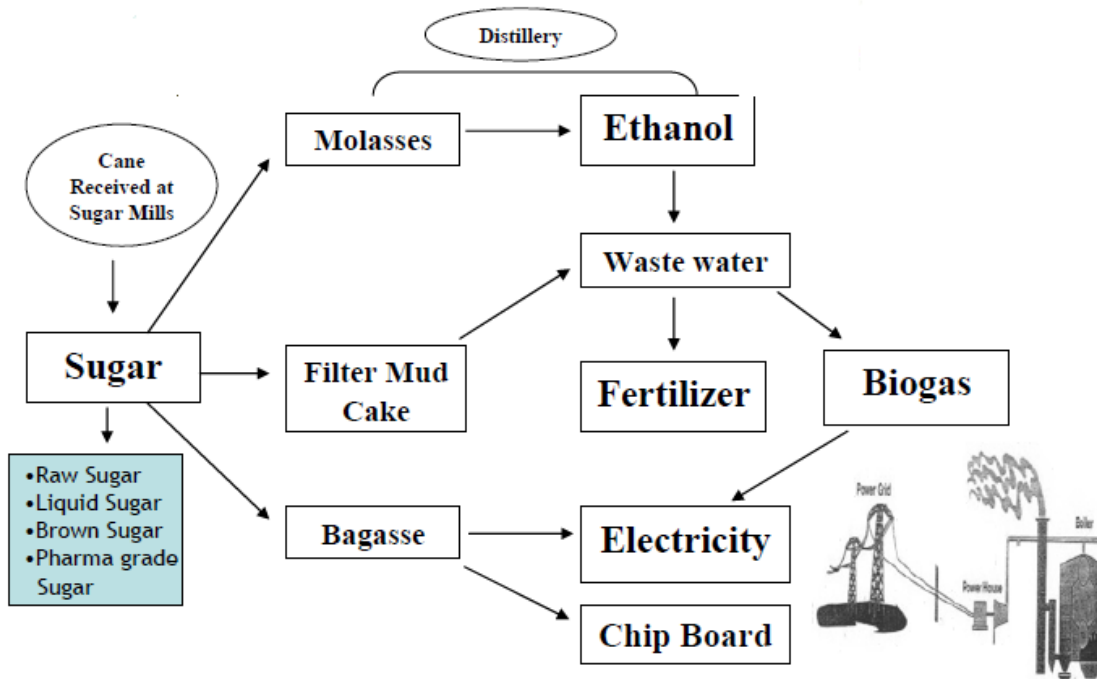 Distillery
Molasses
Ethanol
Cane
Received at
Sugar Mills
Waste water
Sugar
Filter Mud
Cake
Fertilizer
Biogas
•Raw Sugar
•Liquid Sugar
•Brown Sugar
•Pharma grade
Sugar
Bagasse
Electricity
Chip Board
Power Grid
Power House
Boiler